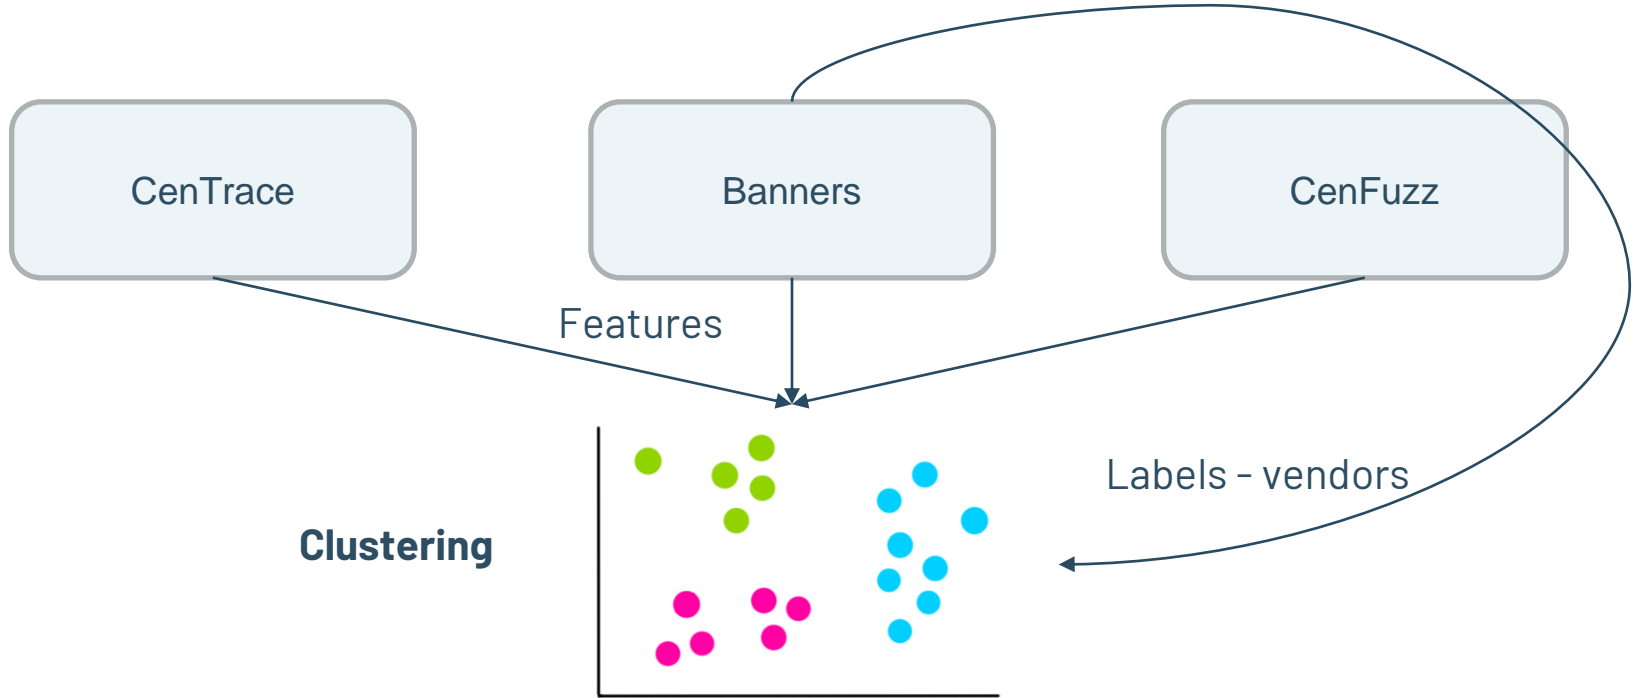 CenTrace
Banners
CenFuzz
Features
Labels - vendors
Clustering